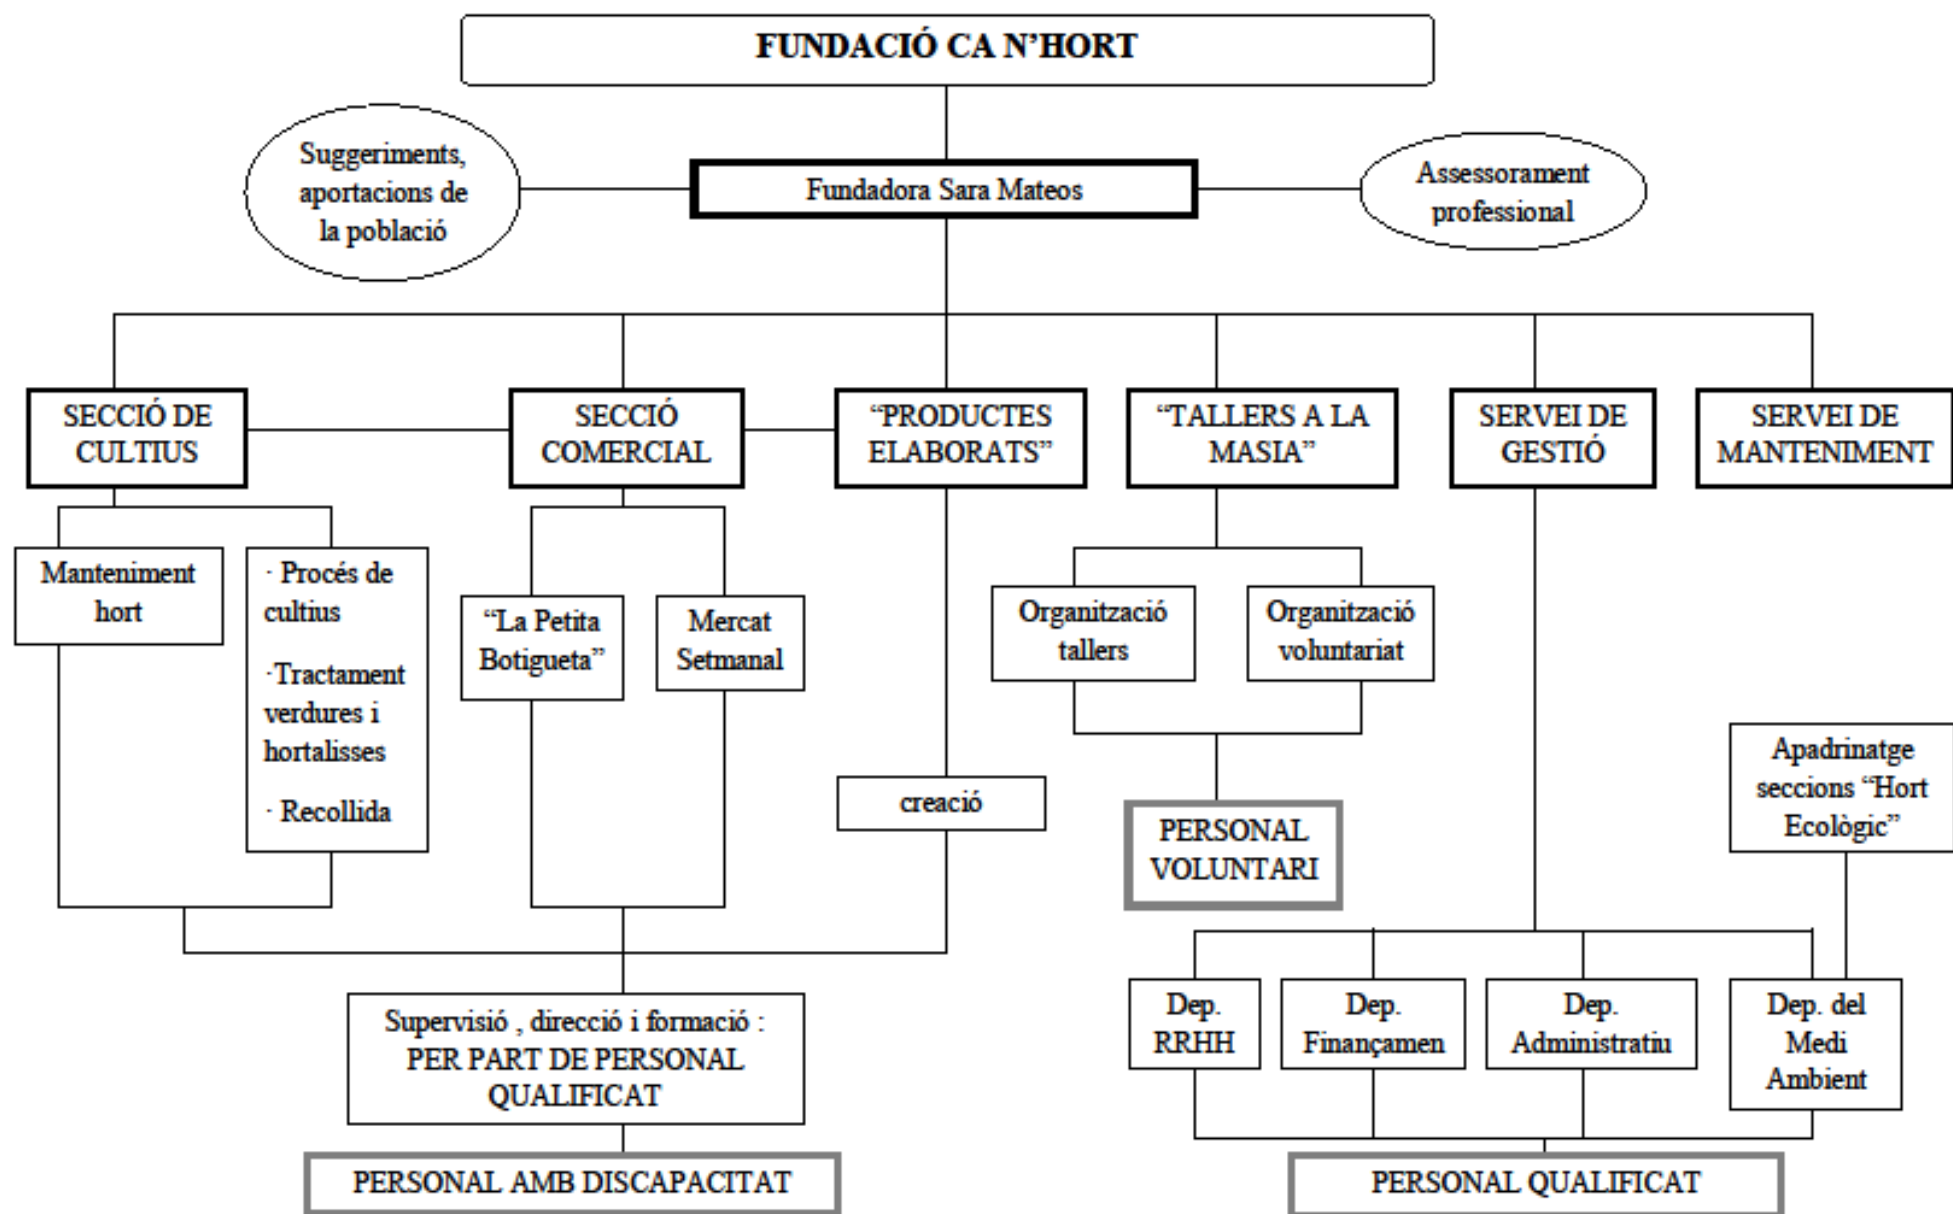 FUNDACIÓ CA N’HORT
Suggeriments,
aportacions de
la població
Fundadora Sara Mateos
Assessorament
professional
SECCIÓ DE
CULTIUS
SECCIÓ
COMERCIAL
“PRODUCTES
ELABORATS”
“TALLERS A LA
MASIA”
SERVEI DE
GESTIÓ
SERVEI DE
MANTENIMENT
Manteniment
hort
· Procés de
cultius
·Tractament
verdures i
hortalisses
· Recollida
“La Petita
Botigueta”
Mercat
Setmanal
creació
Organització
tallers
Organització
voluntariat
PERSONAL
VOLUNTARI
Apadrinatge
seccions “Hort
Ecològic”
Dep.
RRHH
Dep.
Finançamen
Dep.
Administratiu
Dep. del
Medi
Ambient
Supervisió , direcció i formació :
PER PART DE PERSONAL
QUALIFICAT
PERSONAL AMB DISCAPACITAT
PERSONAL QUALIFICAT